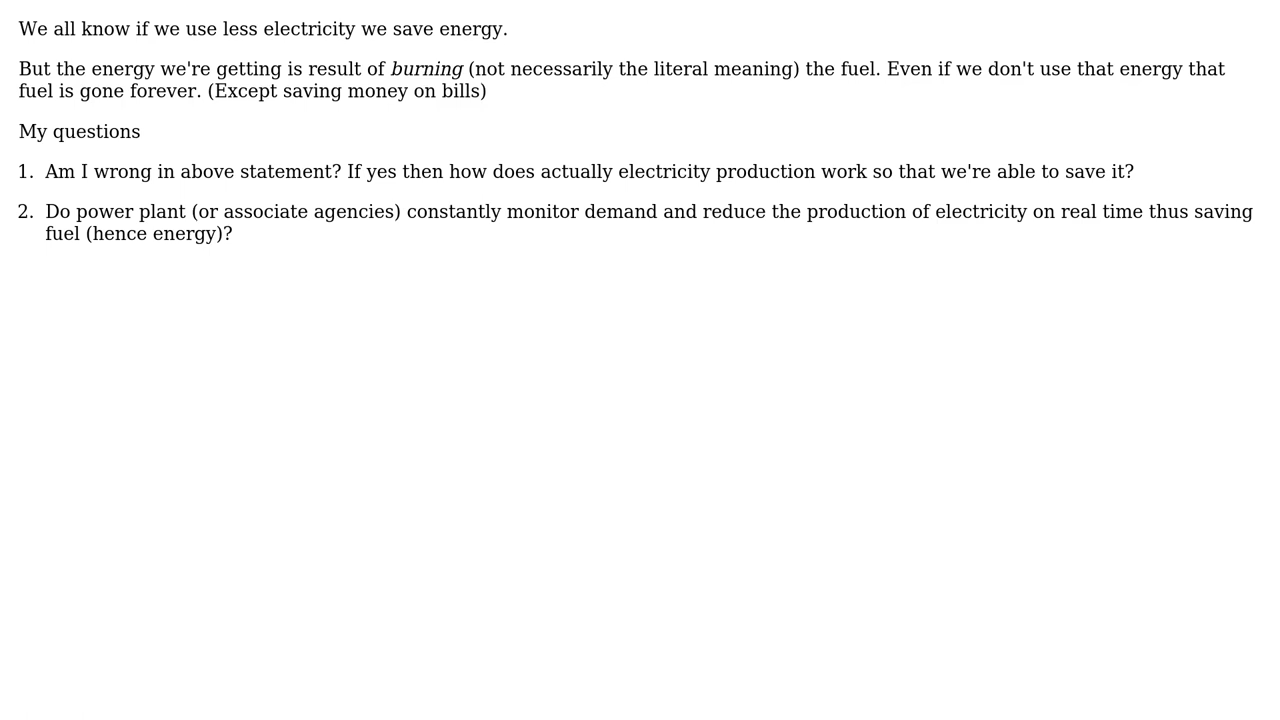 We all know if we use less electricity we save energy.
But the energy we're getting is result of burning (not necessarily the literal meaning) the fuel. Even if we don't use that energy that
fuel is gone forever. (Except saving money on bills)
My questions
1. Am I wrong in above statement? If yes then how does actually electricity production work so that we're able to save it?
2. Do power plant (or associate agencies) constantly monitor demand and reduce the production of electricity on real time thus saving
fuel (hence energy)?